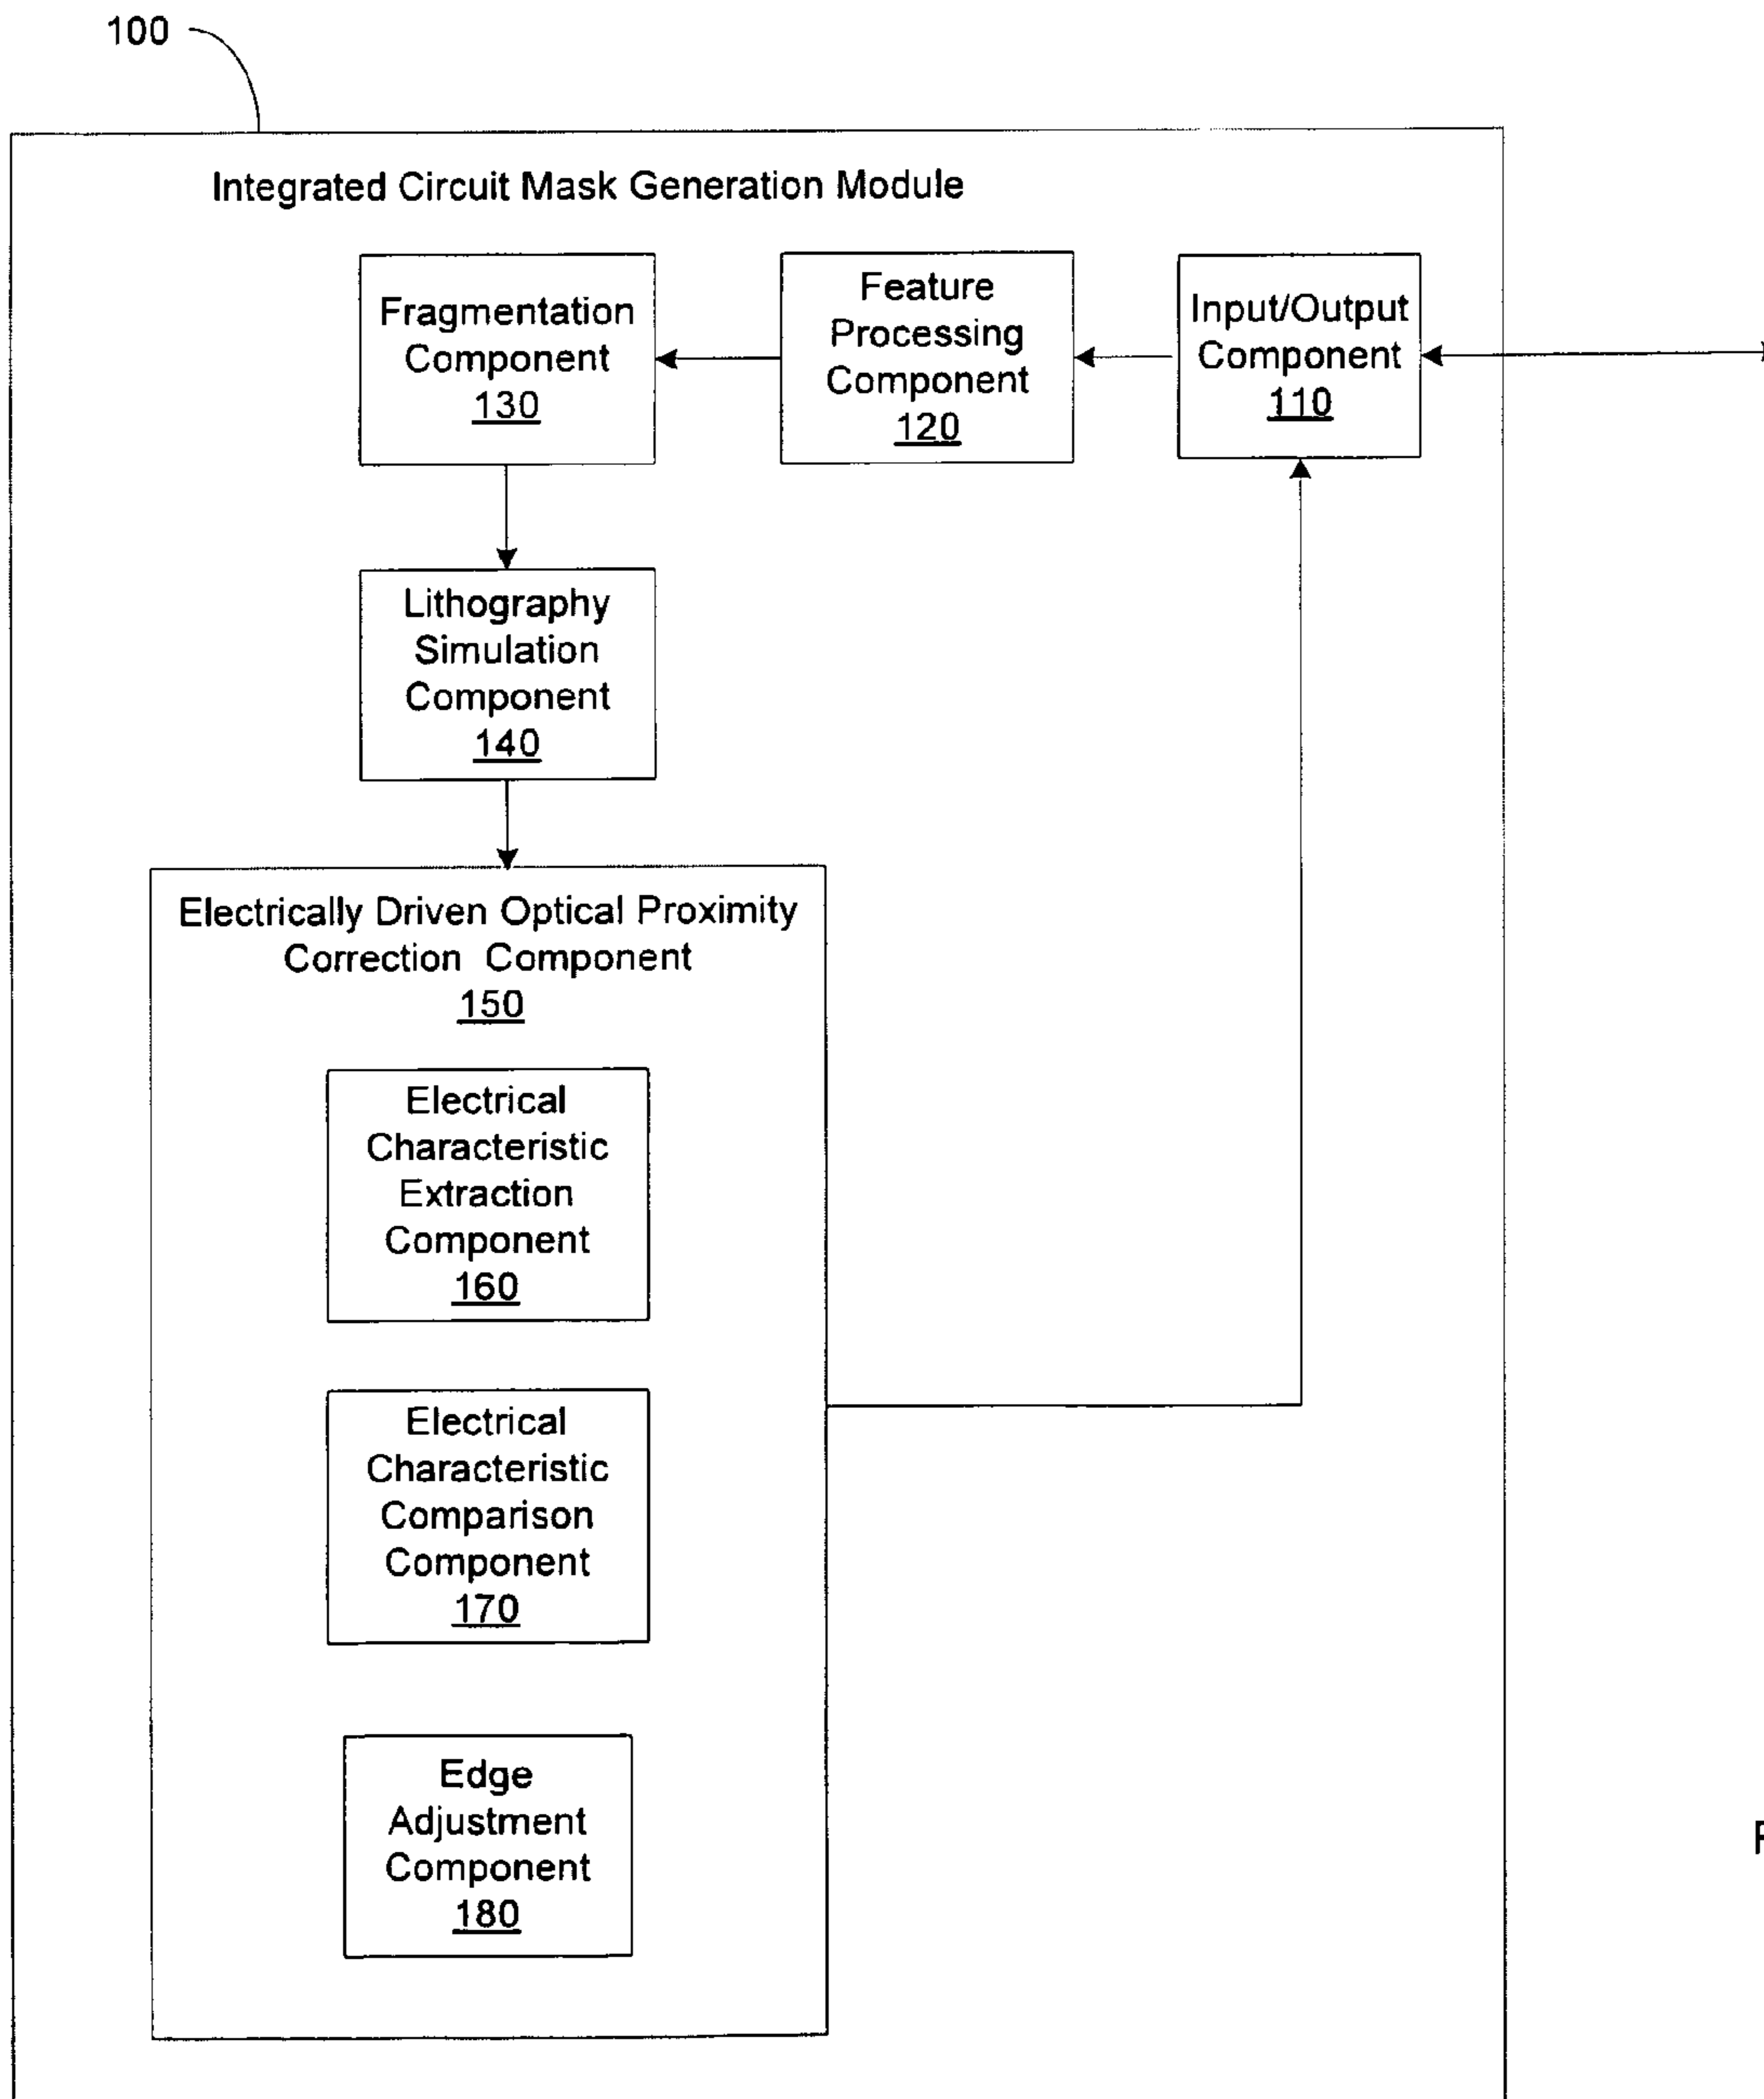 100
Integrated Circuit Mask Generation Module
Fragmentation
Component
130
Feature
Processing
Component
120
Input/Output
Component
110
Lithography
Simulation
Component
140
Electrically Driven Optical Proximity
Correction Component
150
Electrical
Characteristic
Extraction
Component
160
Electrical
Characteristic
Comparison
Component
170
Edge
Adjustment
Component
180